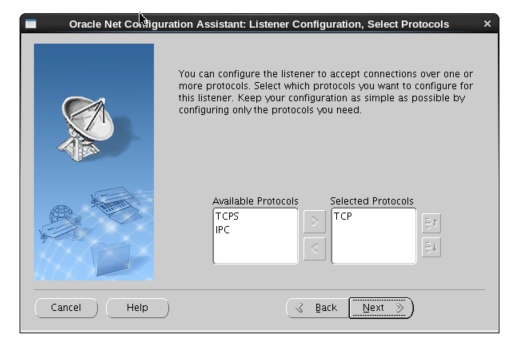 Oracle Net Configuration Assistant: Listener Configuration, Select Protocols
You can configure the listener to accept connections over one or
more protocols. Select which protocols you want to configure for
this listener. Keep your configuration as simple as possible by
configuring only the protocols you need.
Available Protocols
Selected Protocols
TCPS
IPC
TCP
Cancel
Help
Back
Next